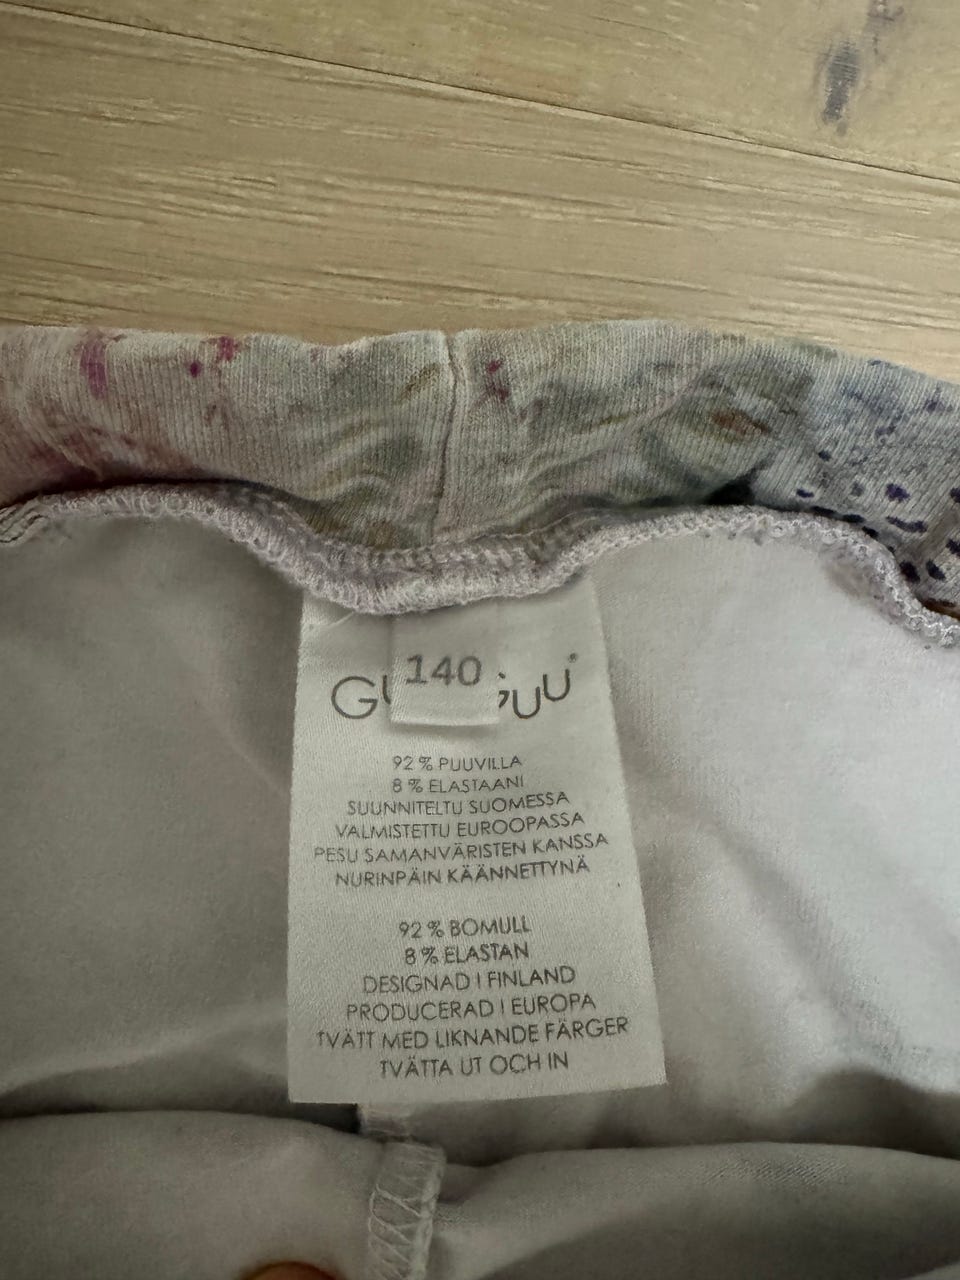 140
92 % PUUVILLA
8 % ELASTAANI
SUUNNITELTU SUOMESSA
VALMISTETTU EUROOPASSA
PESU SAMANVÄRISTEN KANSSA
NURINPÄIN KÄÄNNETTYNÄ
92 % BOMULL
8 % ELASTAN
DESIGNAD I FINLAND
PRODUCERAD I EUROPA
TVÄTT MED LIKNANDE FÄRGER
TVÄTTA UT OCH IN